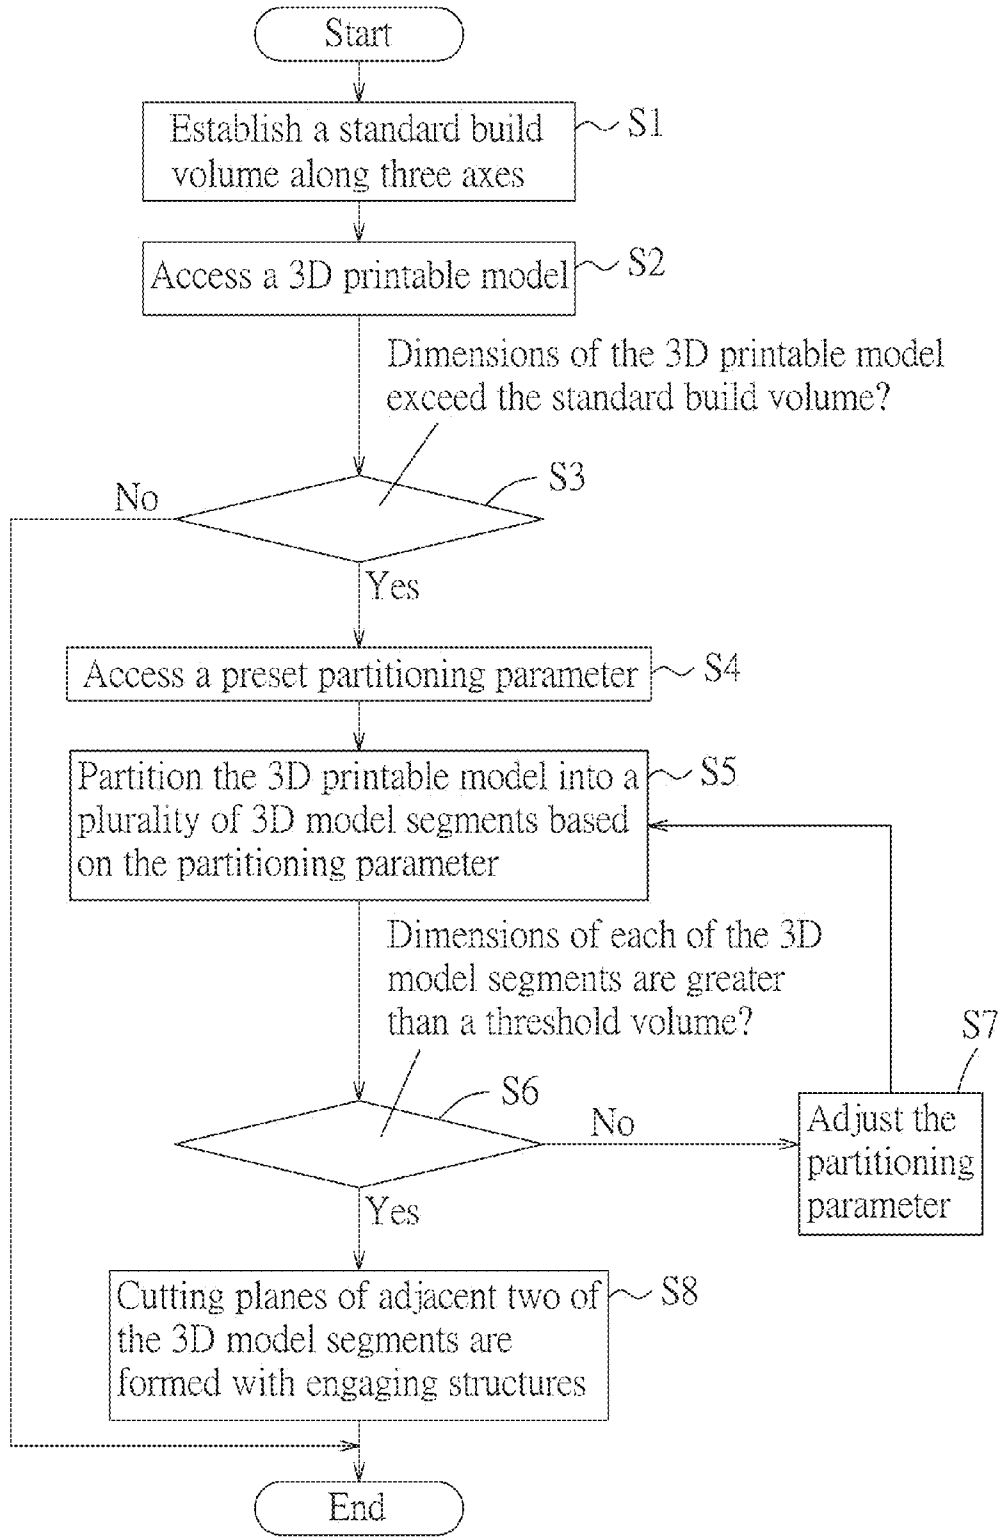 Start
Establish a standard build
volume along three axes
S1
Access a 3D printable model
S2
Dimensions of the 3D printable model
exceed the standard build volume?
S3
No
Yes
Access a preset partitioning parameter
S4
Partition the 3D printable model into a
plurality of 3D model segments based
on the partitioning parameter
S5
Dimensions of each of the 3D
model segments are greater
than a threshold volume?
S6
No
S7
Adjust the
partitioning
parameter
Yes
Cutting planes of adjacent two of
the 3D model segments are
formed with engaging structures
S8
End